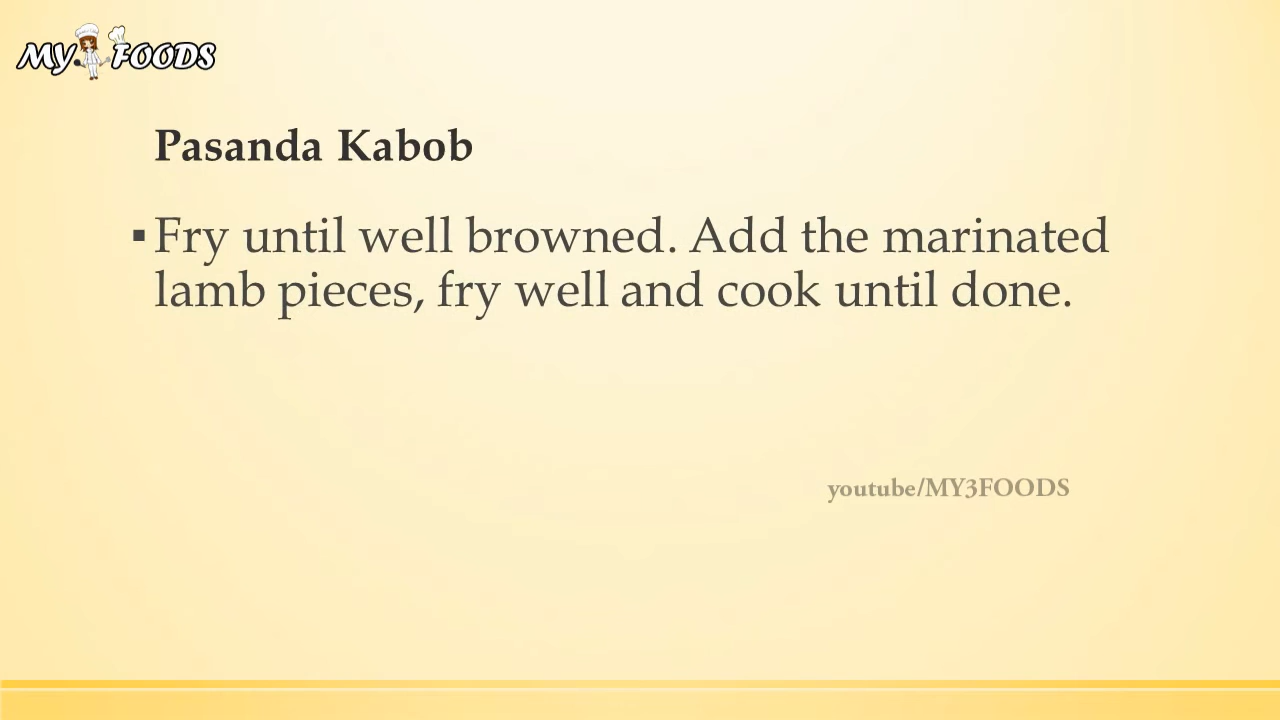 MY FOODS
Pasanda Kabob
▪Fry until well browned. Add the marinated
lamb pieces, fry well and cook until done.
youtube/MY3FOODS